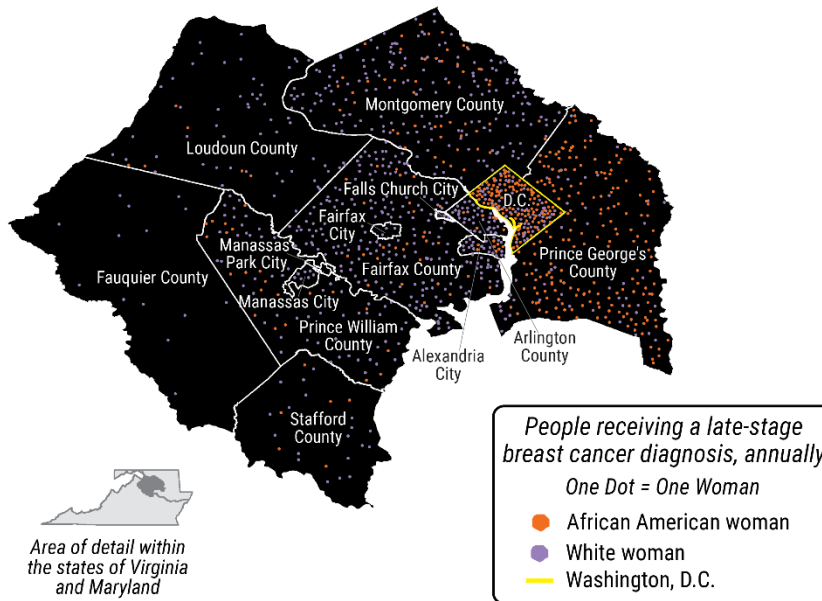 Montgomery County
Loudoun County
Falls Church City
D.C.
Fairfax
City
Manassas
Park City
Prince George's
County
Fairfax County
Fauquier County
Manassas City
Prince William
County
Arlington
County
Alexandria
City
Stafford
County
People receiving a late-stage
breast cancer diagnosis, annually
One Dot = One Woman
African American woman
White woman
Washington, D.C.
Area of detail within
the states of Virginia
and Maryland